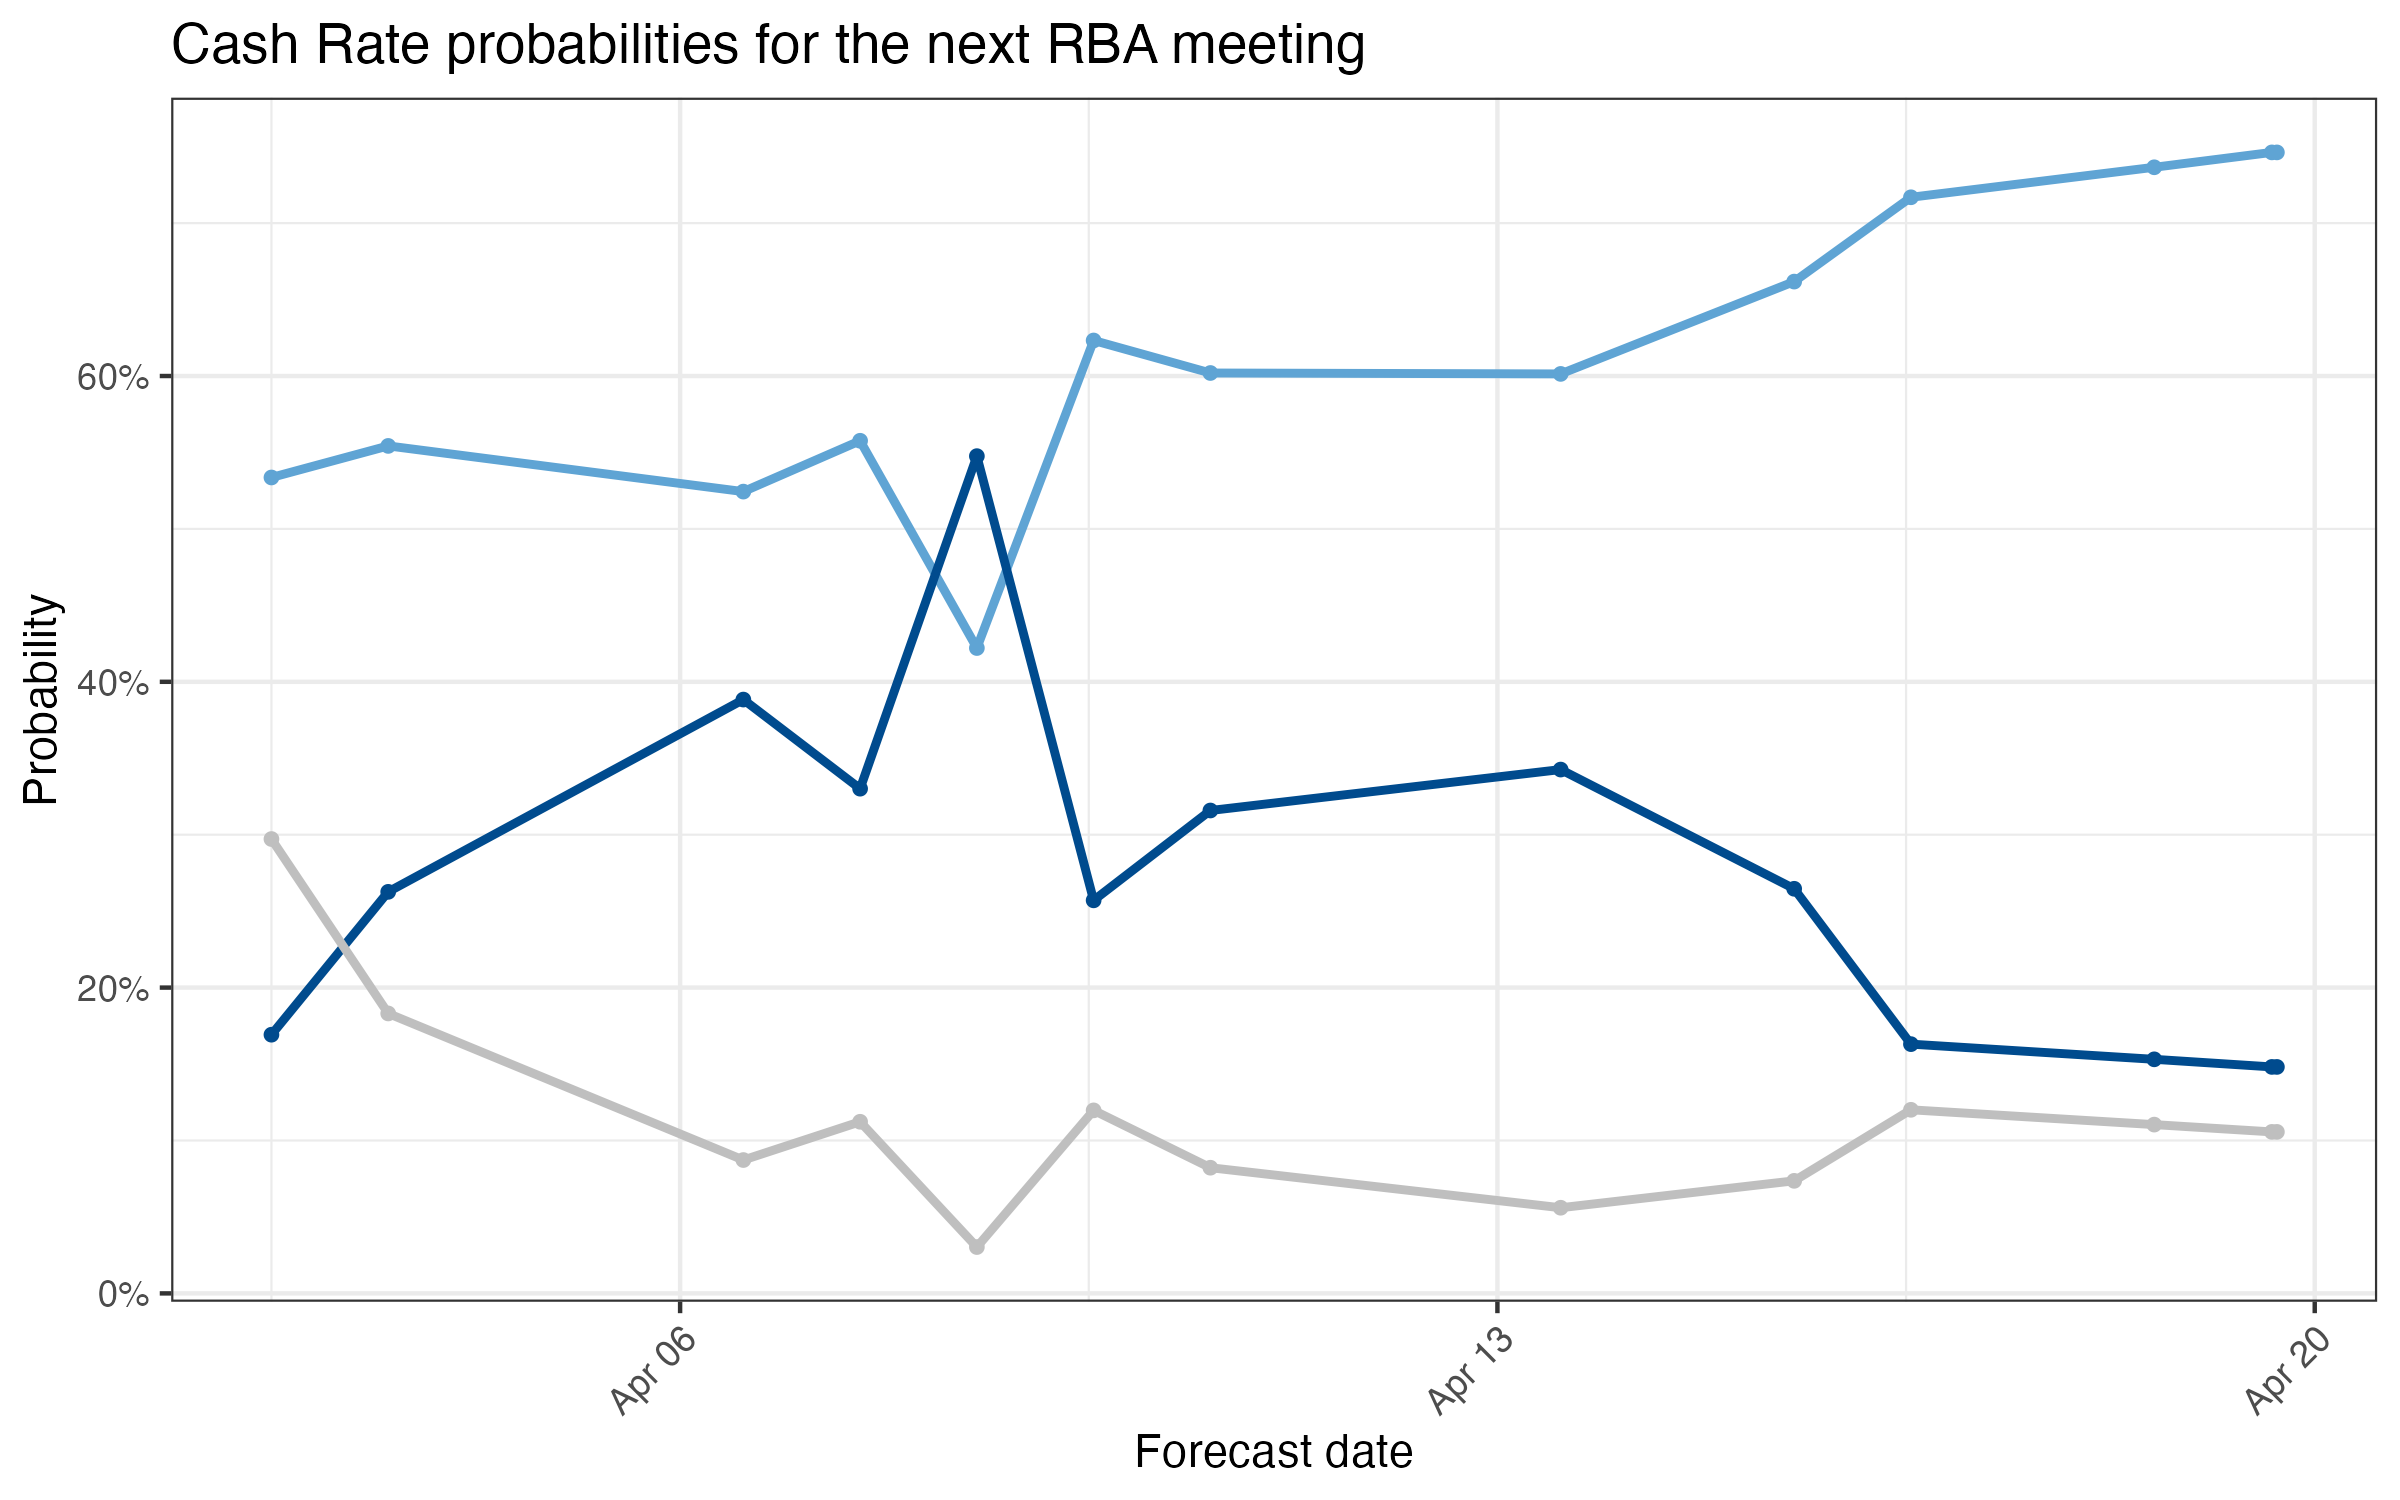 Cash Rate probabilities for the next RBA meeting
Probability
60%
40%
20%
0%
Apr 06
Apr 13
Apr 20
Forecast date